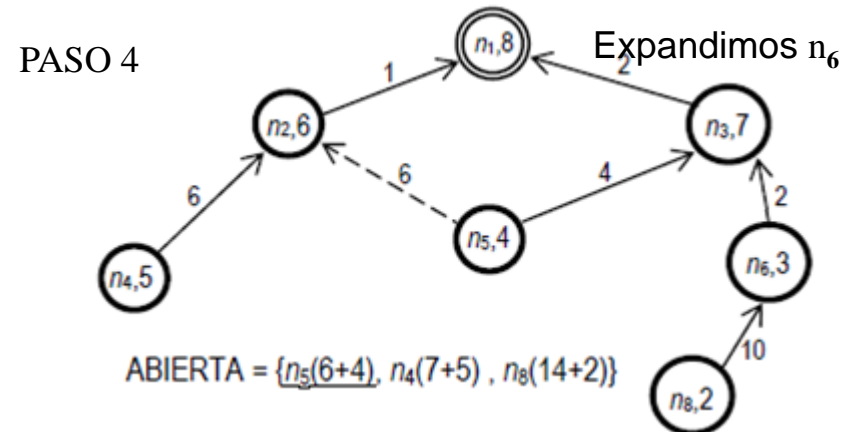 PASO 4
Expandimos n₆
n₁,8
1
2
n₂,6
n₃,7
6
6
4
2
n₅,4
n₄,5
n₆,3
10
ABIERTA = {n₅(6+4), n₄(7+5) , n₈(14+2)}
n₈,2